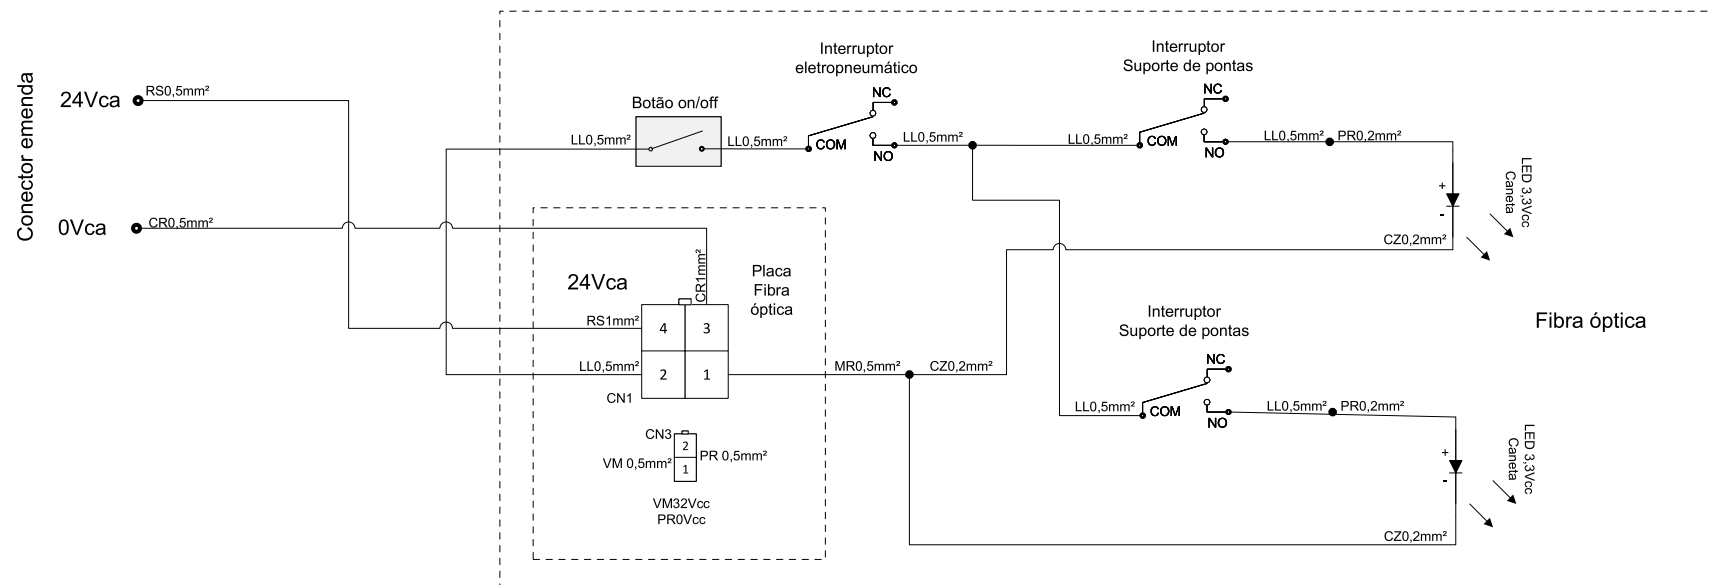 Conector emenda
24Vca
RS0,5mm²
0Vca
CR0,5mm²
Botão on/off
LL0,5mm²
LL0,5mm²
Interruptor
eletropneumático
NC
COM
NO
LL0,5mm²
LL0,5mm²
Interruptor
Suporte de pontas
NC
COM
NO
LL0,5mm²
PR0,2mm²
+
-
LED 3,3Vcc
Caneta
CZ0,2mm²
24Vca
CR1mm²
Placa
Fibra
óptica
RS1mm²
4
3
LL0,5mm²
2
1
CN1
MR0,5mm²
CZ0,2mm²
CN3
2
VM 0,5mm²
1
PR 0,5mm²
VM32Vcc
PR0Vcc
Interruptor
Suporte de pontas
NC
LL0,5mm²
COM
NO
LL0,5mm²
PR0,2mm²
+
-
LED 3,3Vcc
Caneta
CZ0,2mm²
Fibra óptica